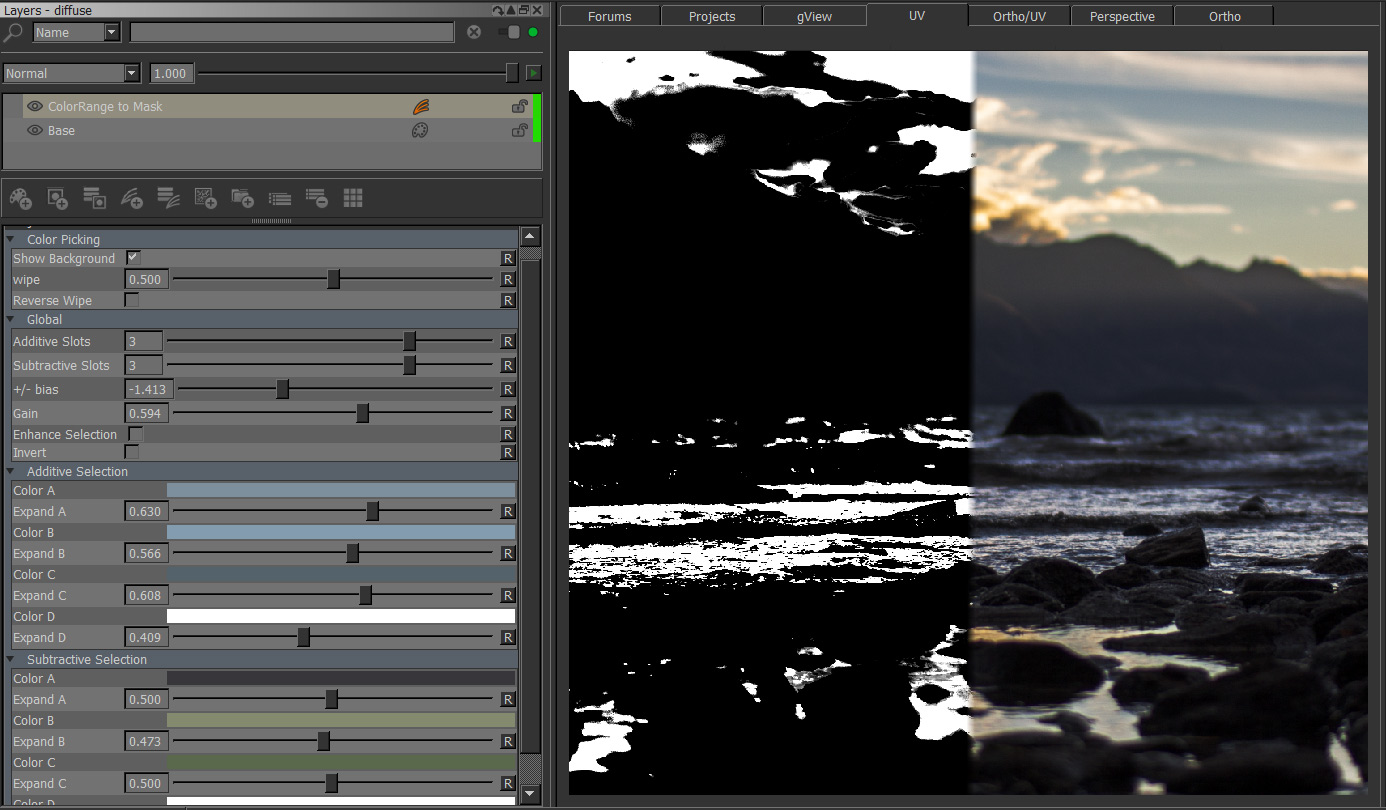 Layers - diffuse
Name
Normal 1.000
ColorRange to Mask
Base
Color Picking
Show Background R
wipe 0.500 R
Reverse Wipe R
Global
Additive Slots 3 R
Subtractive Slots 3 R
+/- bias -1.413 R
Gain 0.594 R
Enhance Selection R
Invert R
Additive Selection
Color A
Expand A 0.630 R
Color B
Expand B 0.566 R
Color C
Expand C 0.608 R
Color D
Expand D 0.409 R
Subtractive Selection
Color A
Expand A 0.500 R
Color B
Expand B 0.473 R
Color C
Expand C 0.500 R
Color D
Forums Projects gView UV Ortho/UV Perspective Ortho